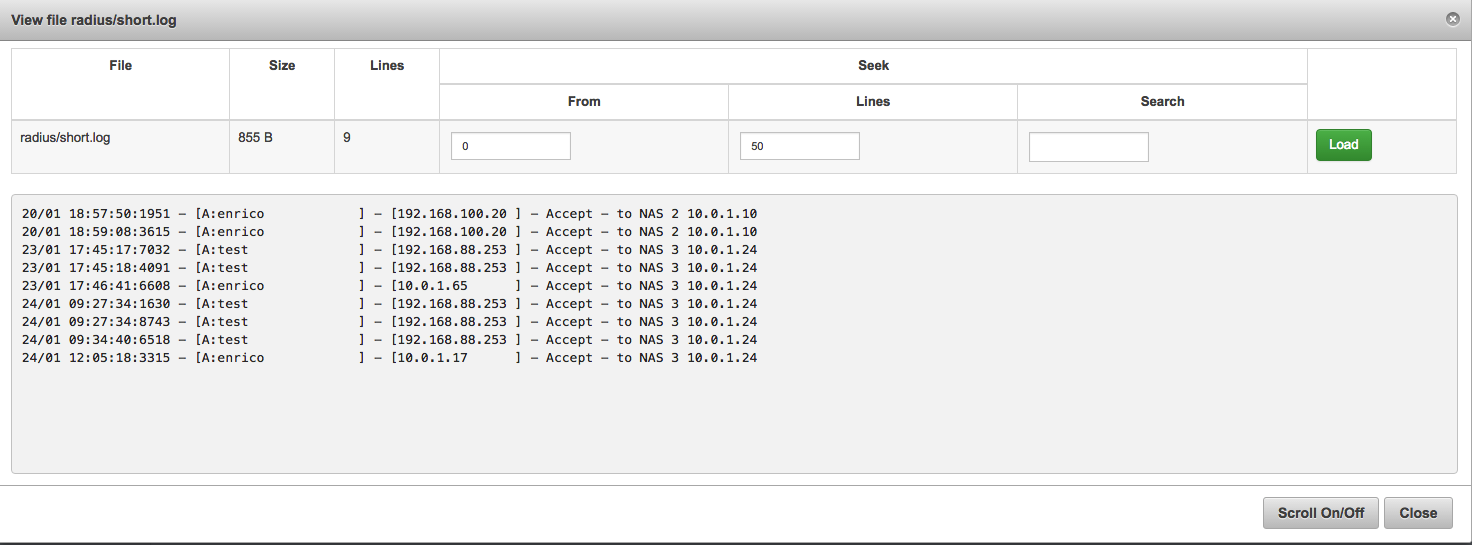 View file radius/short.log
File Size Lines Seek
From Lines Search
radius/short.log 855 B 9 0 50 Load
20/01 18:57:50:1951 – [A:enrico ] – [192.168.100.20 ] – Accept – to NAS 2 10.0.1.10
20/01 18:59:08:3615 – [A:enrico ] – [192.168.100.20 ] – Accept – to NAS 2 10.0.1.10
23/01 17:45:17:7032 – [A:test ] – [192.168.88.253 ] – Accept – to NAS 3 10.0.1.24
23/01 17:45:18:4091 – [A:test ] – [192.168.88.253 ] – Accept – to NAS 3 10.0.1.24
23/01 17:46:41:6608 – [A:enrico ] – [10.0.1.65 ] – Accept – to NAS 3 10.0.1.24
24/01 09:27:34:1630 – [A:test ] – [192.168.88.253 ] – Accept – to NAS 3 10.0.1.24
24/01 09:27:34:8743 – [A:test ] – [192.168.88.253 ] – Accept – to NAS 3 10.0.1.24
24/01 09:34:40:6518 – [A:test ] – [192.168.88.253 ] – Accept – to NAS 3 10.0.1.24
24/01 12:05:18:3315 – [A:enrico ] – [10.0.1.17 ] – Accept – to NAS 3 10.0.1.24
Scroll On/Off Close